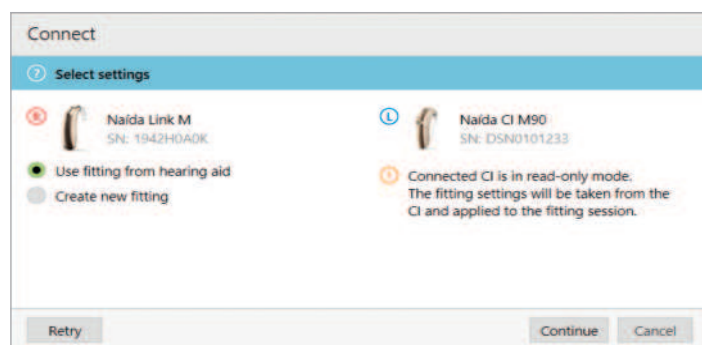 Connect
? Select settings
R Naída Link M
SN: 1942H0A0K
Use fitting from hearing aid
Create new fitting
L Naída CI M90
SN: DSN0101233
! Connected CI is in read-only mode.
The fitting settings will be taken from the
CI and applied to the fitting session.
Retry
Continue
Cancel